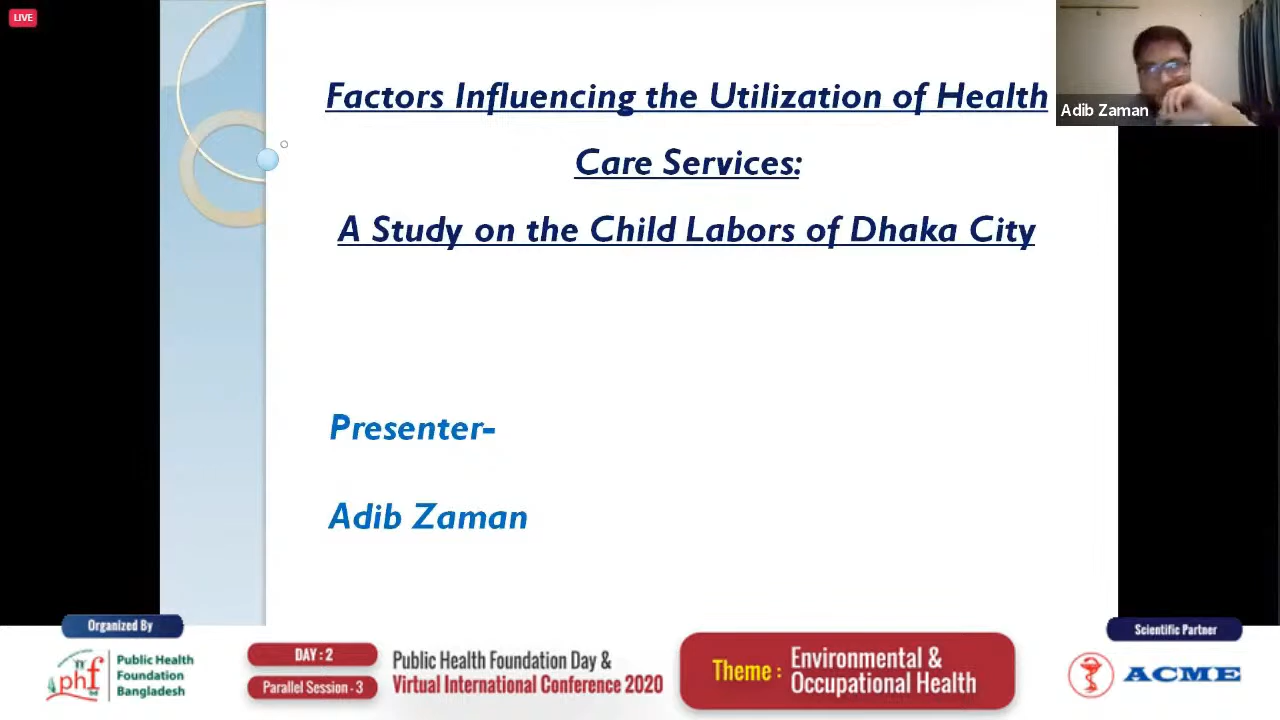 LIVE
Factors Influencing the Utilization of Health
Care Services:
A Study on the Child Labors of Dhaka City
Adib Zaman
Presenter-
Adib Zaman
Organized By
phf
Public Health
Foundation
Bangladesh
DAY : 2
Parallel Session - 3
Public Health Foundation Day &
Virtual International Conference 2020
Theme :
Environmental &
Occupational Health
Scientific Partner
ACME